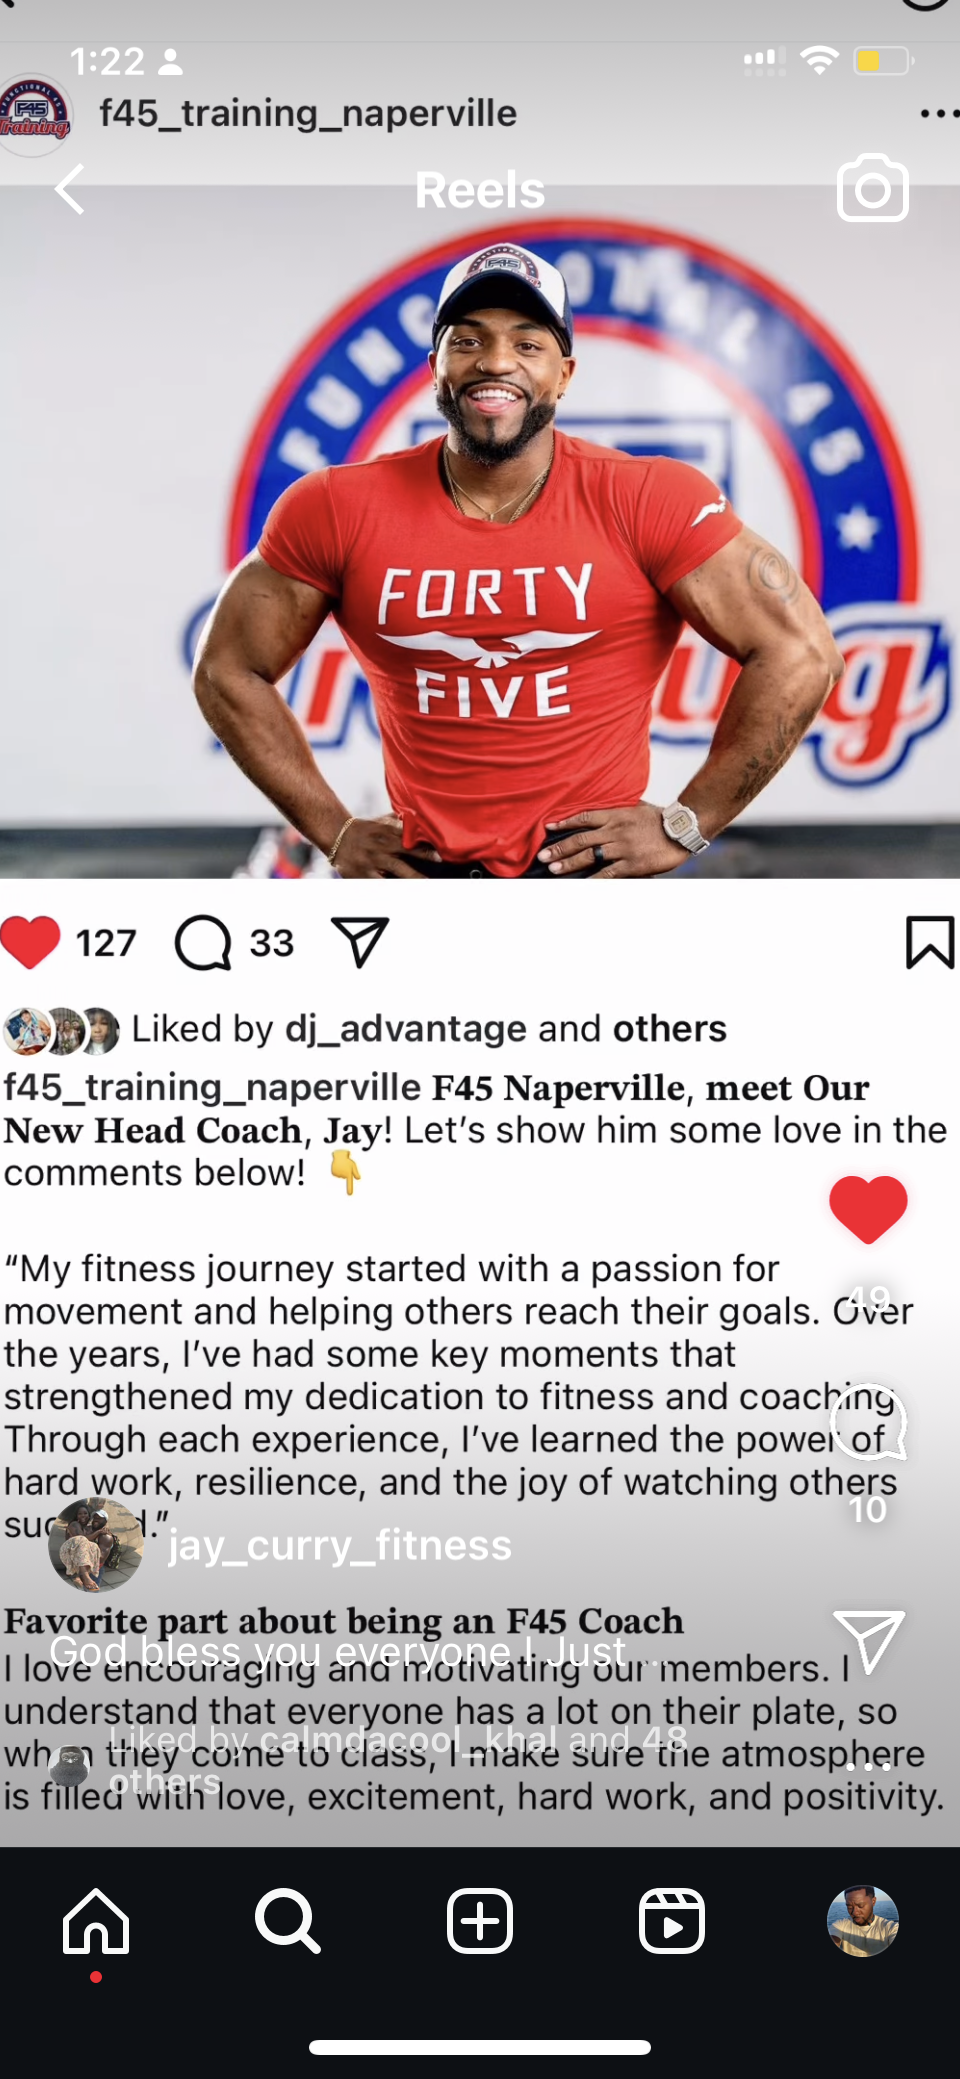 1:22
f45_training_naperville
Reels
FUNCTIONAL 45
F45
Training
FORTY
FIVE
Training
127
33
Liked by dj_advantage and others
f45_training_naperville F45 Naperville, meet Our
New Head Coach, Jay! Let’s show him some love in the
comments below! 👇
“My fitness journey started with a passion for
movement and helping others reach their goals. Over
49
the years, I’ve had some key moments that
strengthened my dedication to fitness and coaching
Through each experience, I’ve learned the power of
hard work, resilience, and the joy of watching others
10
jay_curry_fitness
Favorite part about being an F45 Coach
God bless you everyone I Just ...
I love encouraging and motivating our members. I
understand that everyone has a lot on their plate, so
Liked by calmdacool_khal and 48
others
when they come to class, I make sure the atmosphere
is filled with love, excitement, hard work, and positivity.